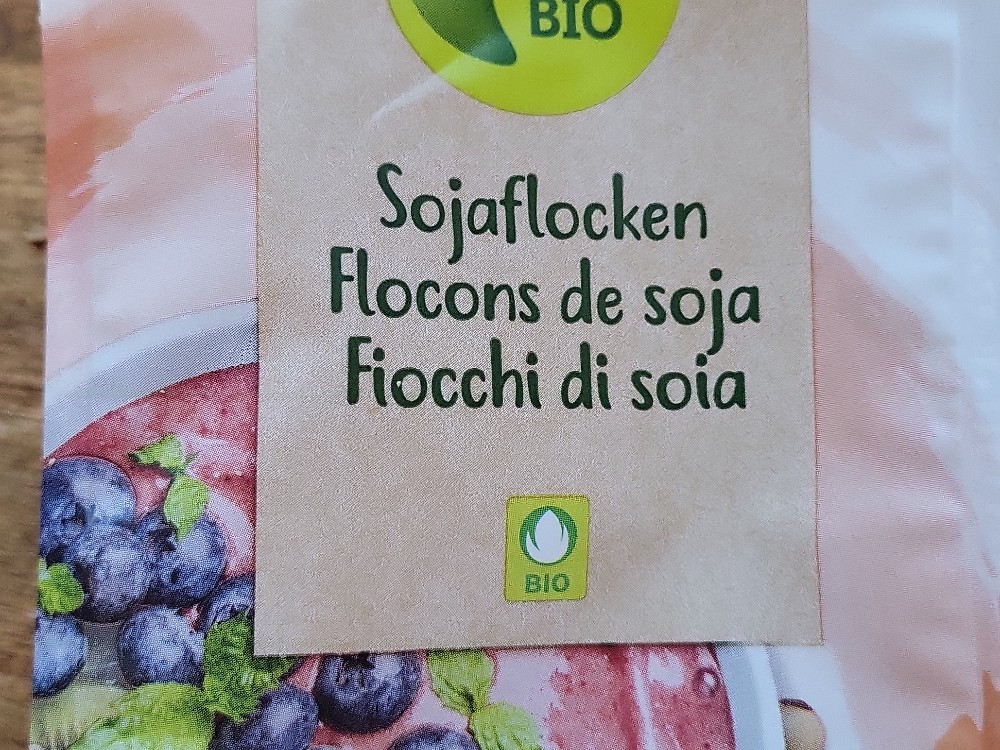 BIO
Sojaflocken
Flocons de soja
Fiocchi di soia
BIO